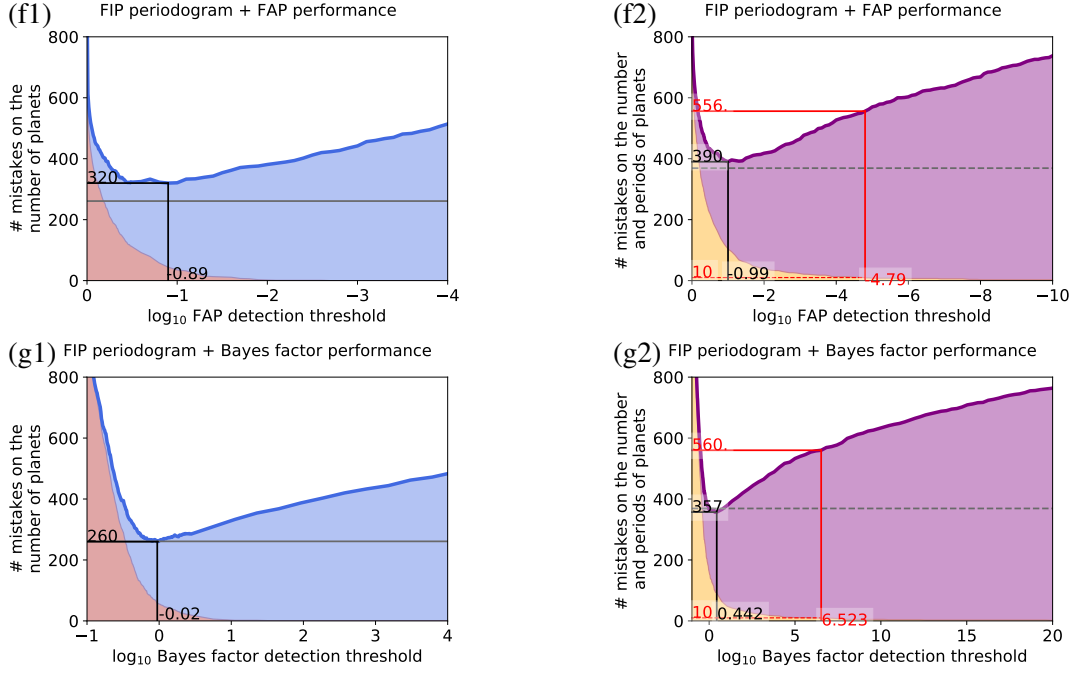 (f1) FIP periodogram + FAP performance
# mistakes on the
number of planets
800
600
400
200
0
320
-0.89
0 −1 −2 −3 −4
log₁₀ FAP detection threshold
(f2) FIP periodogram + FAP performance
# mistakes on the number
and periods of planets
800
600
400
200
0
556.
390
10
-0.99
-4.79
0 −2 −4 −6 −8 −10
log₁₀ FAP detection threshold
(g1) FIP periodogram + Bayes factor performance
# mistakes on the
number of planets
800
600
400
200
0
260
-0.02
−1 0 1 2 3 4
log₁₀ Bayes factor detection threshold
(g2) FIP periodogram + Bayes factor performance
# mistakes on the number
and periods of planets
800
600
400
200
0
560.
357
10
0.442
6.523
0 5 10 15 20
log₁₀ Bayes factor detection threshold